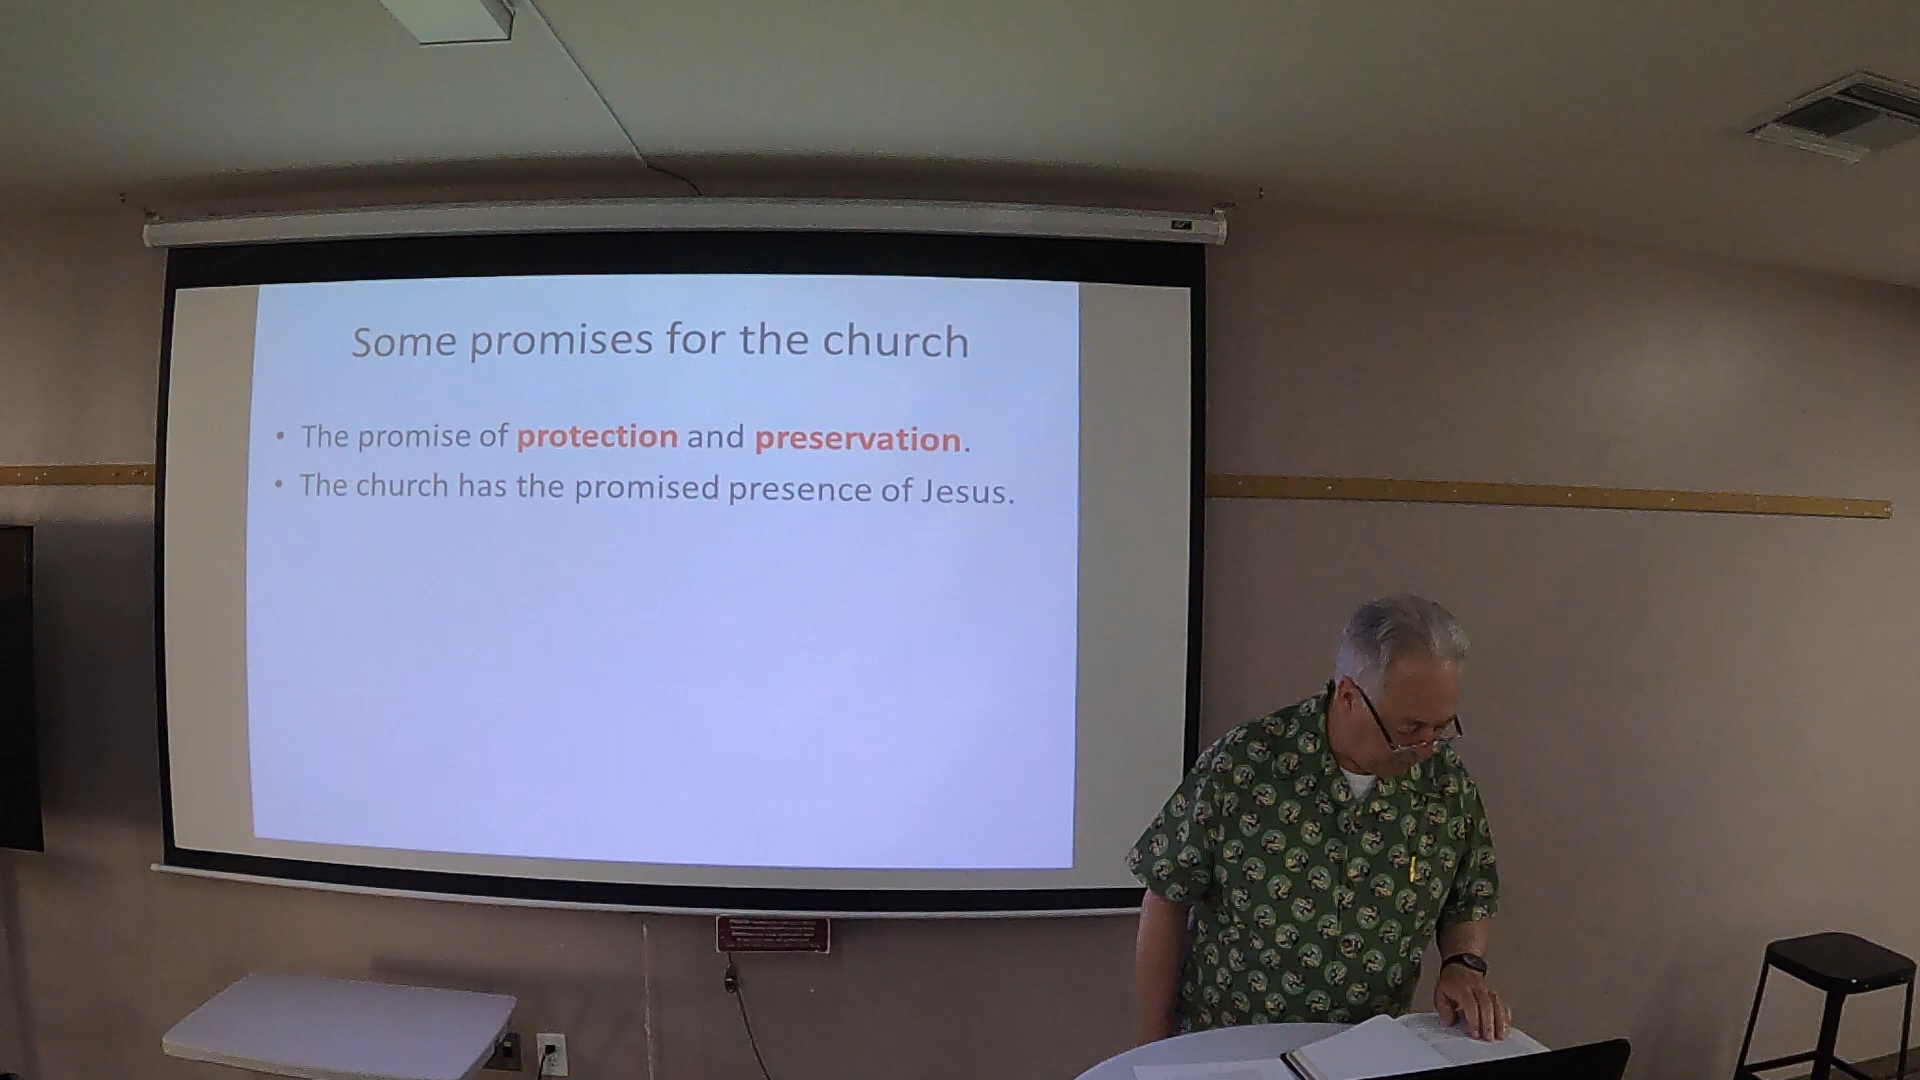 Some promises for the church
• The promise of protection and preservation.
• The church has the promised presence of Jesus.